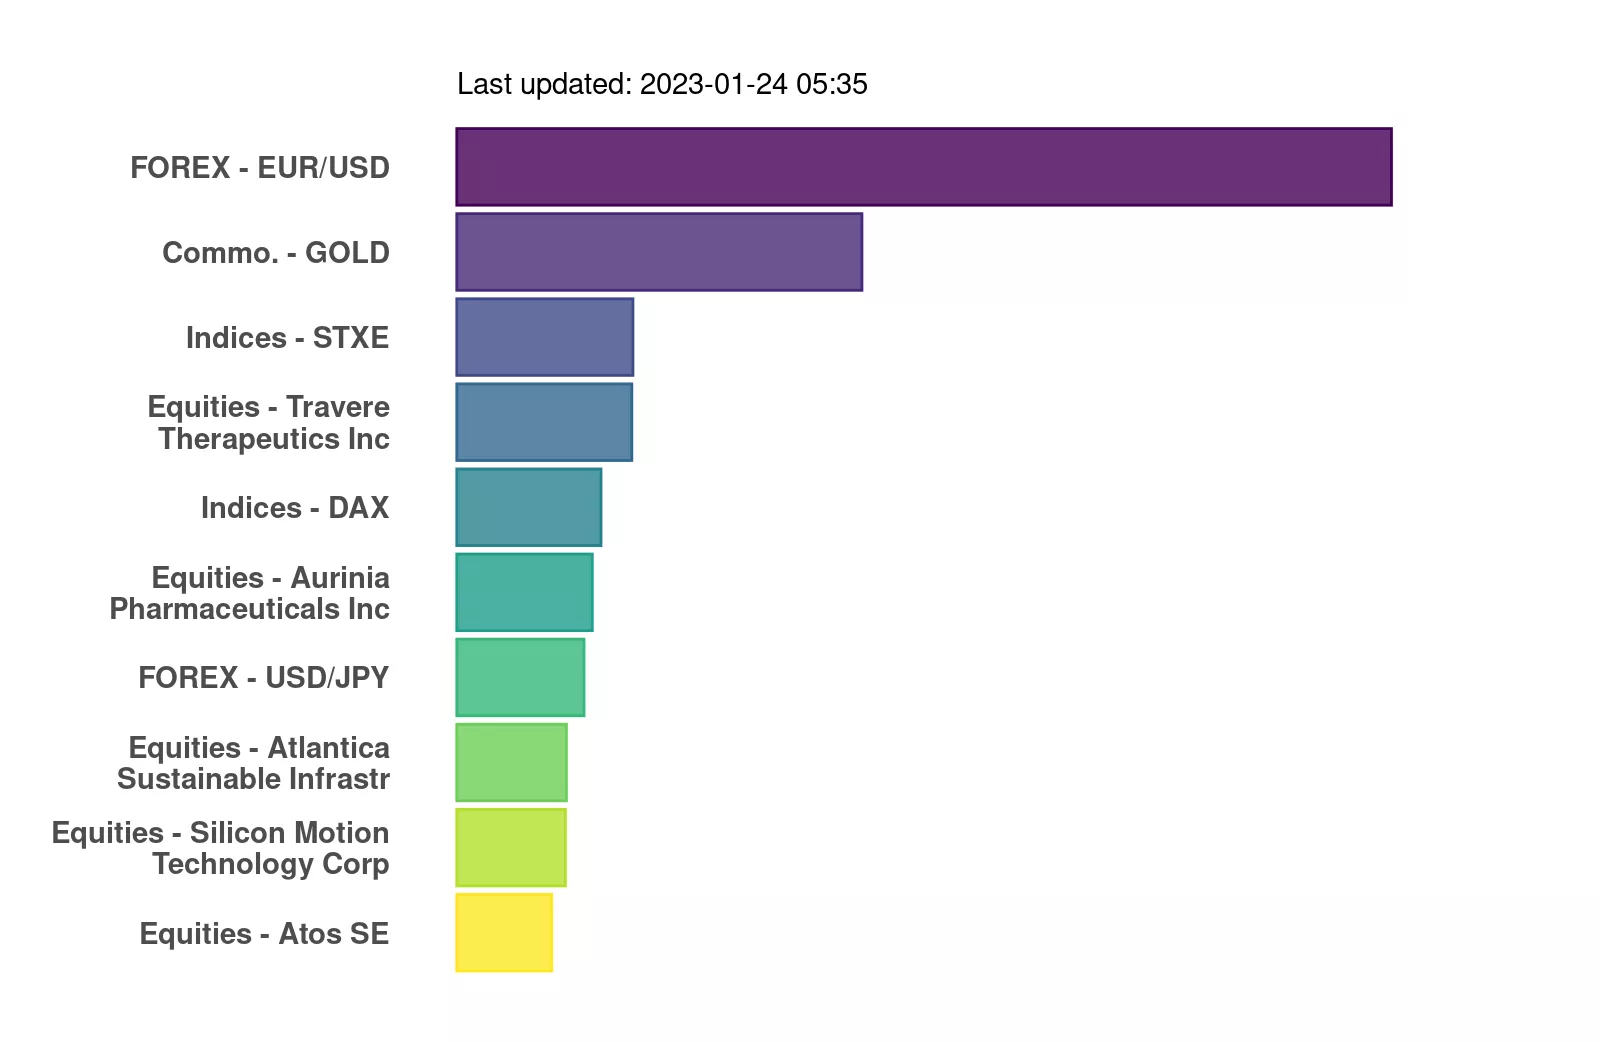 Last updated: 2023-01-24 05:35
FOREX - EUR/USD
Commo. - GOLD
Indices - STXE
Equities - Travere
Therapeutics Inc
Indices - DAX
Equities - Aurinia
Pharmaceuticals Inc
FOREX - USD/JPY
Equities - Atlantica
Sustainable Infrastr
Equities - Silicon Motion
Technology Corp
Equities - Atos SE